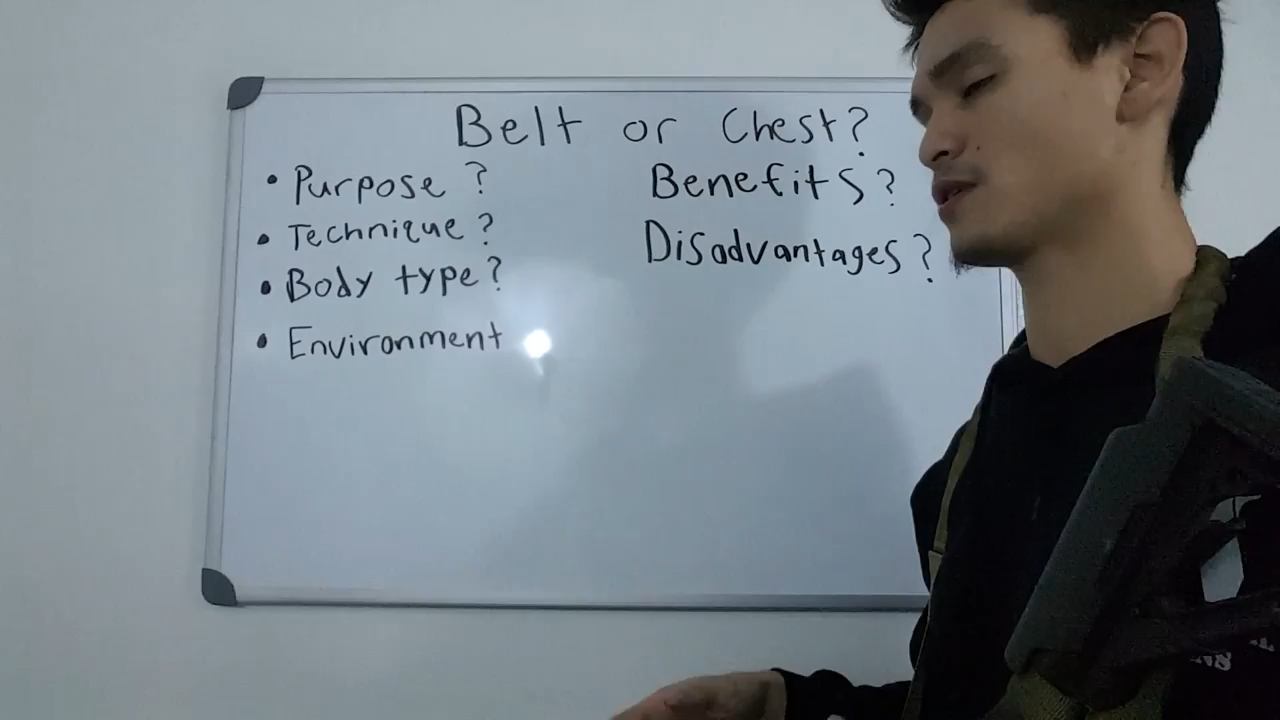 Belt or Chest?
• Purpose ?
• Technique ?
• Body type?
• Environment
Benefits?
Disadvantages?